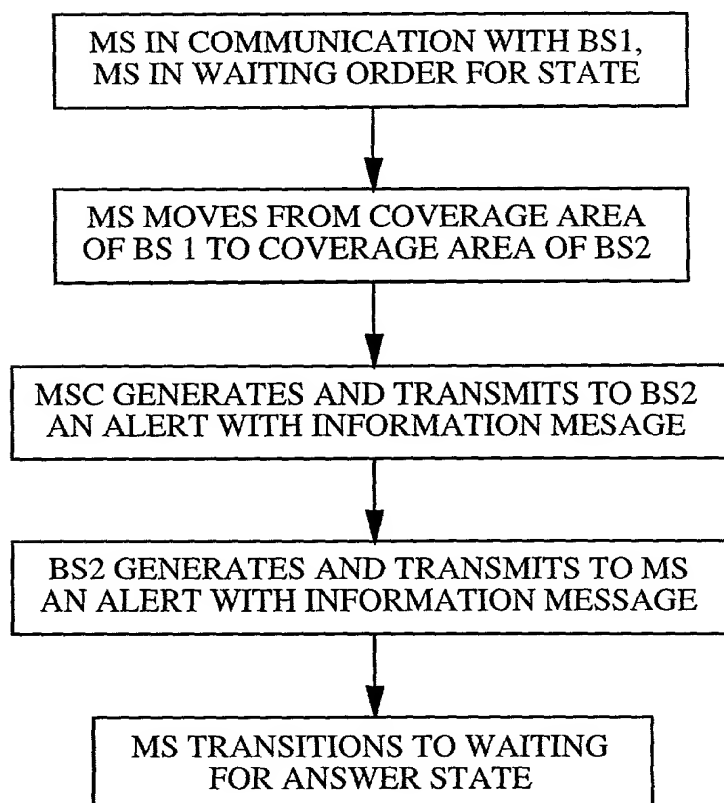 MS IN COMMUNICATION WITH BS1,
MS IN WAITING ORDER FOR STATE
MS MOVES FROM COVERAGE AREA
OF BS 1 TO COVERAGE AREA OF BS2
MSC GENERATES AND TRANSMITS TO BS2
AN ALERT WITH INFORMATION MESAGE
BS2 GENERATES AND TRANSMITS TO MS
AN ALERT WITH INFORMATION MESSAGE
MS TRANSITIONS TO WAITING
FOR ANSWER STATE